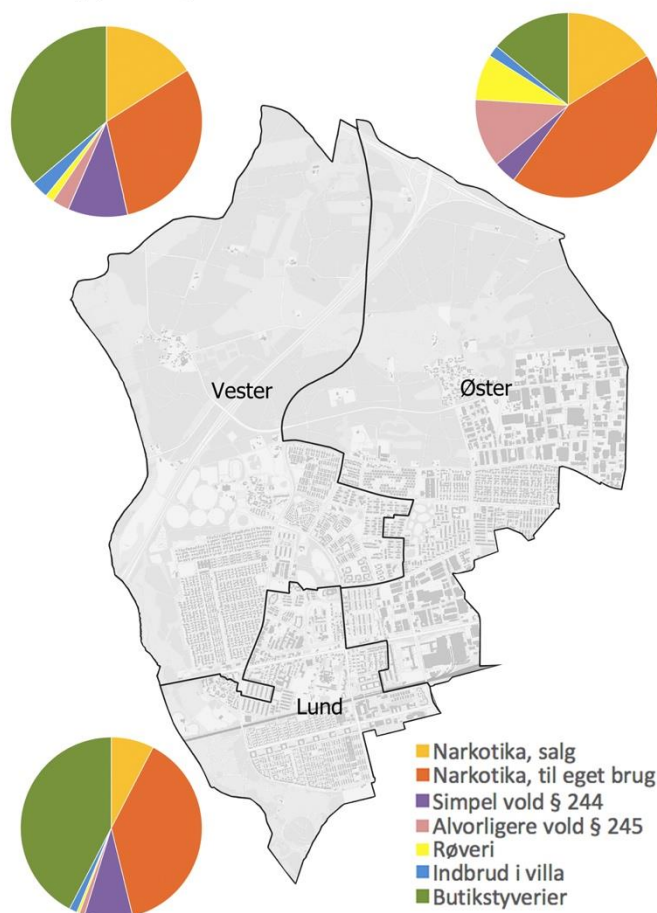 Vester
Øster
Lund
Narkotika, salg
Narkotika, til eget brug
Simpel vold § 244
Alvorligere vold § 245
Røveri
Indbrud i villa
Butikstyverier